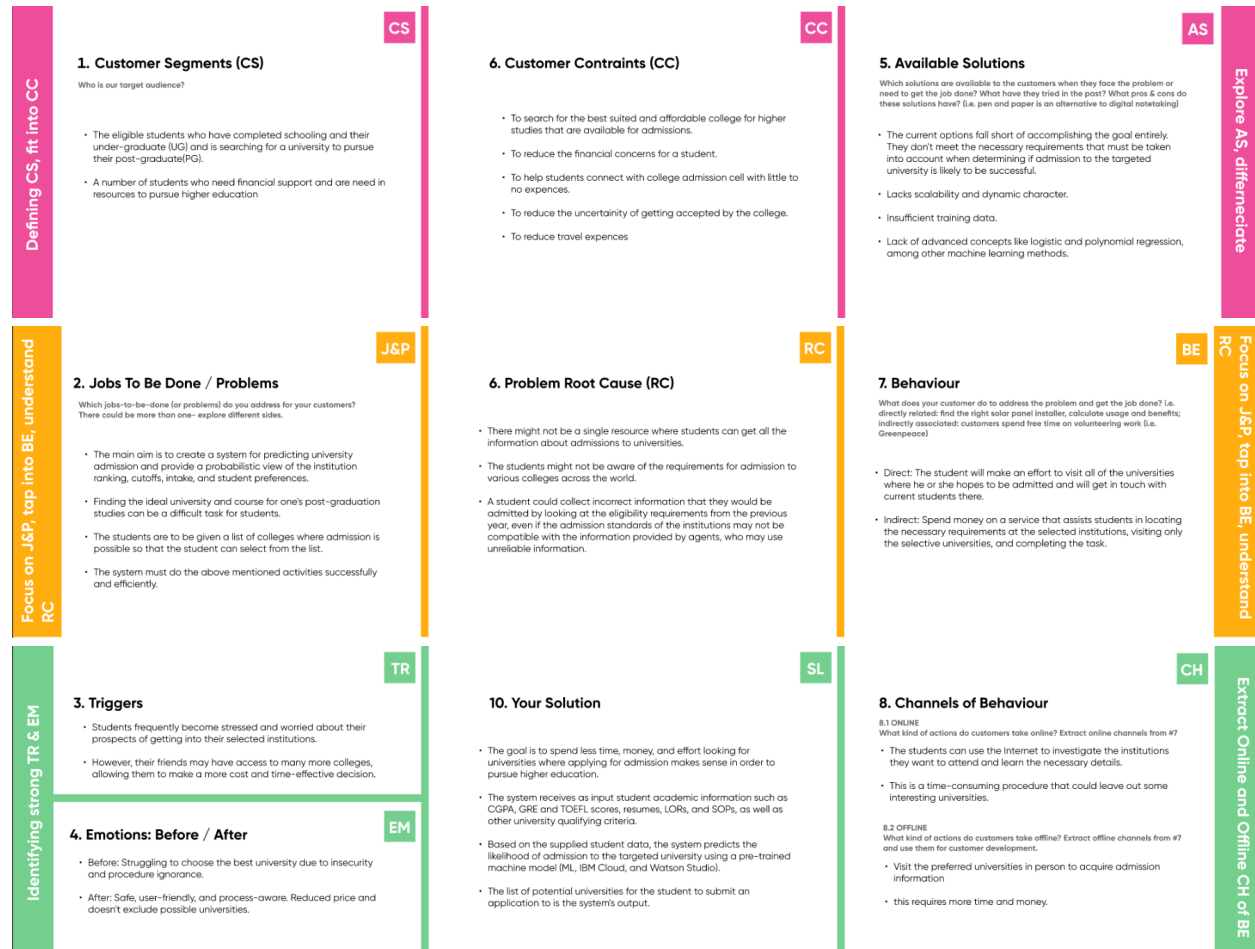 Defining CS, fit into CC
CS
1. Customer Segments (CS)
Who is our target audience?
• The eligible students who have completed schooling and their
under-graduate (UG) and is searching for a university to pursue
their post-graduate(PG).
• A number of students who need financial support and are need in
resources to pursue higher education
CC
6. Customer Contraints (CC)
• To search for the best suited and affordable college for higher
studies that are available for admissions.
• To reduce the financial concerns for a student.
• To help students connect with college admission cell with little to
no expences.
• To reduce the uncertainity of getting accepted by the college.
• To reduce travel expences
AS
5. Available Solutions
Which solutions are available to the customers when they face the problem or
need to get the job done? What have they tried in the past? What pros & cons do
these solutions have? (i.e. pen and paper is an alternative to digital notetaking)
• The current options fall short of accomplishing the goal entirely.
They don't meet the necessary requirements that must be taken
into account when determining if admission to the targeted
university is likely to be successful.
• Lacks scalability and dynamic character.
• Insufficient training data.
• Lack of advanced concepts like logistic and polynomial regression,
among other machine learning methods.
Explore AS, differneciate
Focus on J&P, tap into BE, understand
RC
J&P
2. Jobs To Be Done / Problems
Which jobs-to-be-done (or problems) do you address for your customers?
There could be more than one- explore different sides.
• The main aim is to create a system for predicting university
admission and provide a probabilistic view of the institution
ranking, cutoffs, intake, and student preferences.
• Finding the ideal university and course for one's post-graduation
studies can be a difficult task for students.
• The students are to be given a list of colleges where admission is
possible so that the student can select from the list.
• The system must do the above mentioned activities successfully
and efficiently.
RC
6. Problem Root Cause (RC)
• There might not be a single resource where students can get all the
information about admissions to universities.
• The students might not be aware of the requirements for admission to
various colleges across the world.
• A student could collect incorrect information that they would be
admitted by looking at the eligibility requirements from the previous
year, even if the admission standards of the institutions may not be
compatible with the information provided by agents, who may use
unreliable information.
BE
7. Behaviour
What does your customer do to address the problem and get the job done? i.e.
directly related: find the right solar panel installer, calculate usage and benefits;
indirectly associated: customers spend free time on volunteering work (i.e.
Greenpeace)
• Direct: The student will make an effort to visit all of the universities
where he or she hopes to be admitted and will get in touch with
current students there.
• Indirect: Spend money on a service that assists students in locating
the necessary requirements at the selected institutions, visiting only
the selective universities, and completing the task.
Focus on J&P, tap into BE, understand
RC
Identifying strong TR & EM
TR
3. Triggers
• Students frequently become stressed and worried about their
prospects of getting into their selected institutions.
• However, their friends may have access to many more colleges,
allowing them to make a more cost and time-effective decision.
EM
4. Emotions: Before / After
• Before: Struggling to choose the best university due to insecurity
and procedure ignorance.
• After: Safe, user-friendly, and process-aware. Reduced price and
doesn't exclude possible universities.
SL
10. Your Solution
• The goal is to spend less time, money, and effort looking for
universities where applying for admission makes sense in order to
pursue higher education.
• The system receives as input student academic information such as
CGPA, GRE and TOEFL scores, resumes, LORs, and SOPs, as well as
other university qualifying criteria.
• Based on the supplied student data, the system predicts the
likelihood of admission to the targeted university using a pre-trained
machine model (ML, IBM Cloud, and Watson Studio).
• The list of potential universities for the student to submit an
application to is the system's output.
CH
8. Channels of Behaviour
8.1 ONLINE
What kind of actions do customers take online? Extract online channels from #7
• The students can use the Internet to investigate the institutions
they want to attend and learn the necessary details.
• This is a time-consuming procedure that could leave out some
interesting universities.
8.2 OFFLINE
What kind of actions do customers take offline? Extract offline channels from #7
and use them for customer development.
• Visit the preferred universities in person to acquire admission
information
• this requires more time and money.
Extract Online and Offline CH of BE